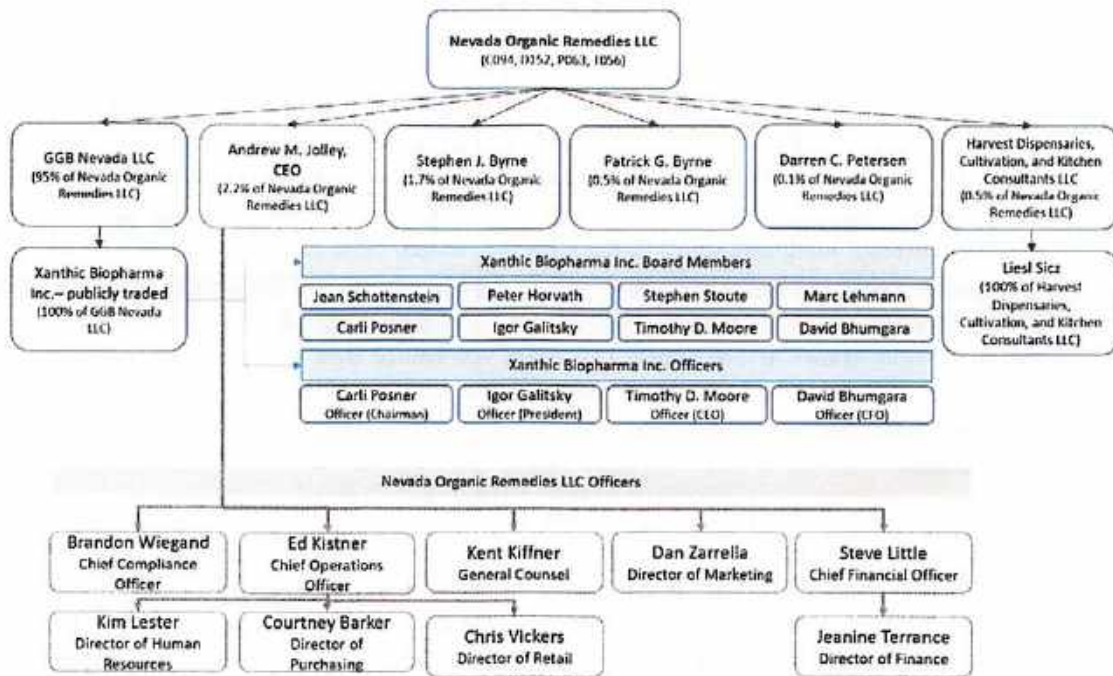 Nevada Organic Remedies LLC
(C094, D152, P063, T056)
GGB Nevada LLC
(95% of Nevada Organic
Remedies LLC)
Andrew M. Jolley,
CEO
(2.2% of Nevada Organic
Remedies LLC)
Stephen J. Byrne
(1.7% of Nevada Organic
Remedies LLC)
Patrick G. Byrne
(0.5% of Nevada Organic
Remedies LLC)
Darren C. Petersen
(0.1% of Nevada Organic
Remedies LLC)
Harvest Dispensaries,
Cultivation, and Kitchen
Consultants LLC
(0.5% of Nevada Organic
Remedies LLC)
Xanthic Biopharma
Inc.– publicly traded
(100% of GGB Nevada
LLC)
Xanthic Biopharma Inc. Board Members
Jean Schottenstein
Peter Horvath
Stephen Stoute
Marc Lehmann
Carli Posner
Igor Galitsky
Timothy D. Moore
David Bhumgara
Xanthic Biopharma Inc. Officers
Carli Posner
Officer (Chairman)
Igor Galitsky
Officer (President)
Timothy D. Moore
Officer (CEO)
David Bhumgara
Officer (CFO)
Liesl Sicz
(100% of Harvest
Dispensaries,
Cultivation, and Kitchen
Consultants LLC)
Nevada Organic Remedies LLC Officers
Brandon Wiegand
Chief Compliance
Officer
Ed Kistner
Chief Operations
Officer
Kent Kiffner
General Counsel
Dan Zarrella
Director of Marketing
Steve Little
Chief Financial Officer
Kim Lester
Director of Human
Resources
Courtney Barker
Director of
Purchasing
Chris Vickers
Director of Retail
Jeanine Terrance
Director of Finance